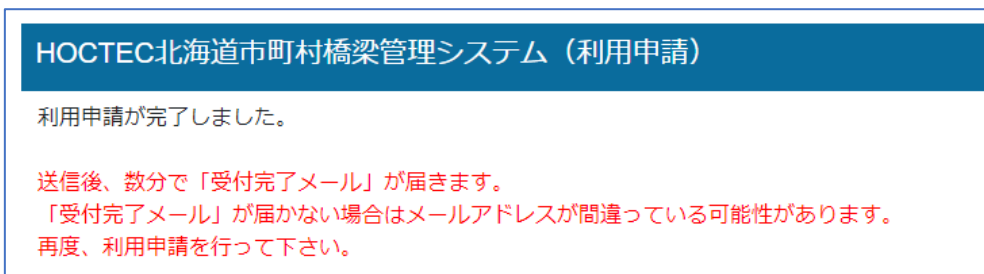 HOCTEC北海道市町村橋梁管理システム（利用申請）
利用申請が完了しました。
送信後、数分で「受付完了メール」が届きます。
「受付完了メール」が届かない場合はメールアドレスが間違っている可能性があります。
再度、利用申請を行って下さい。